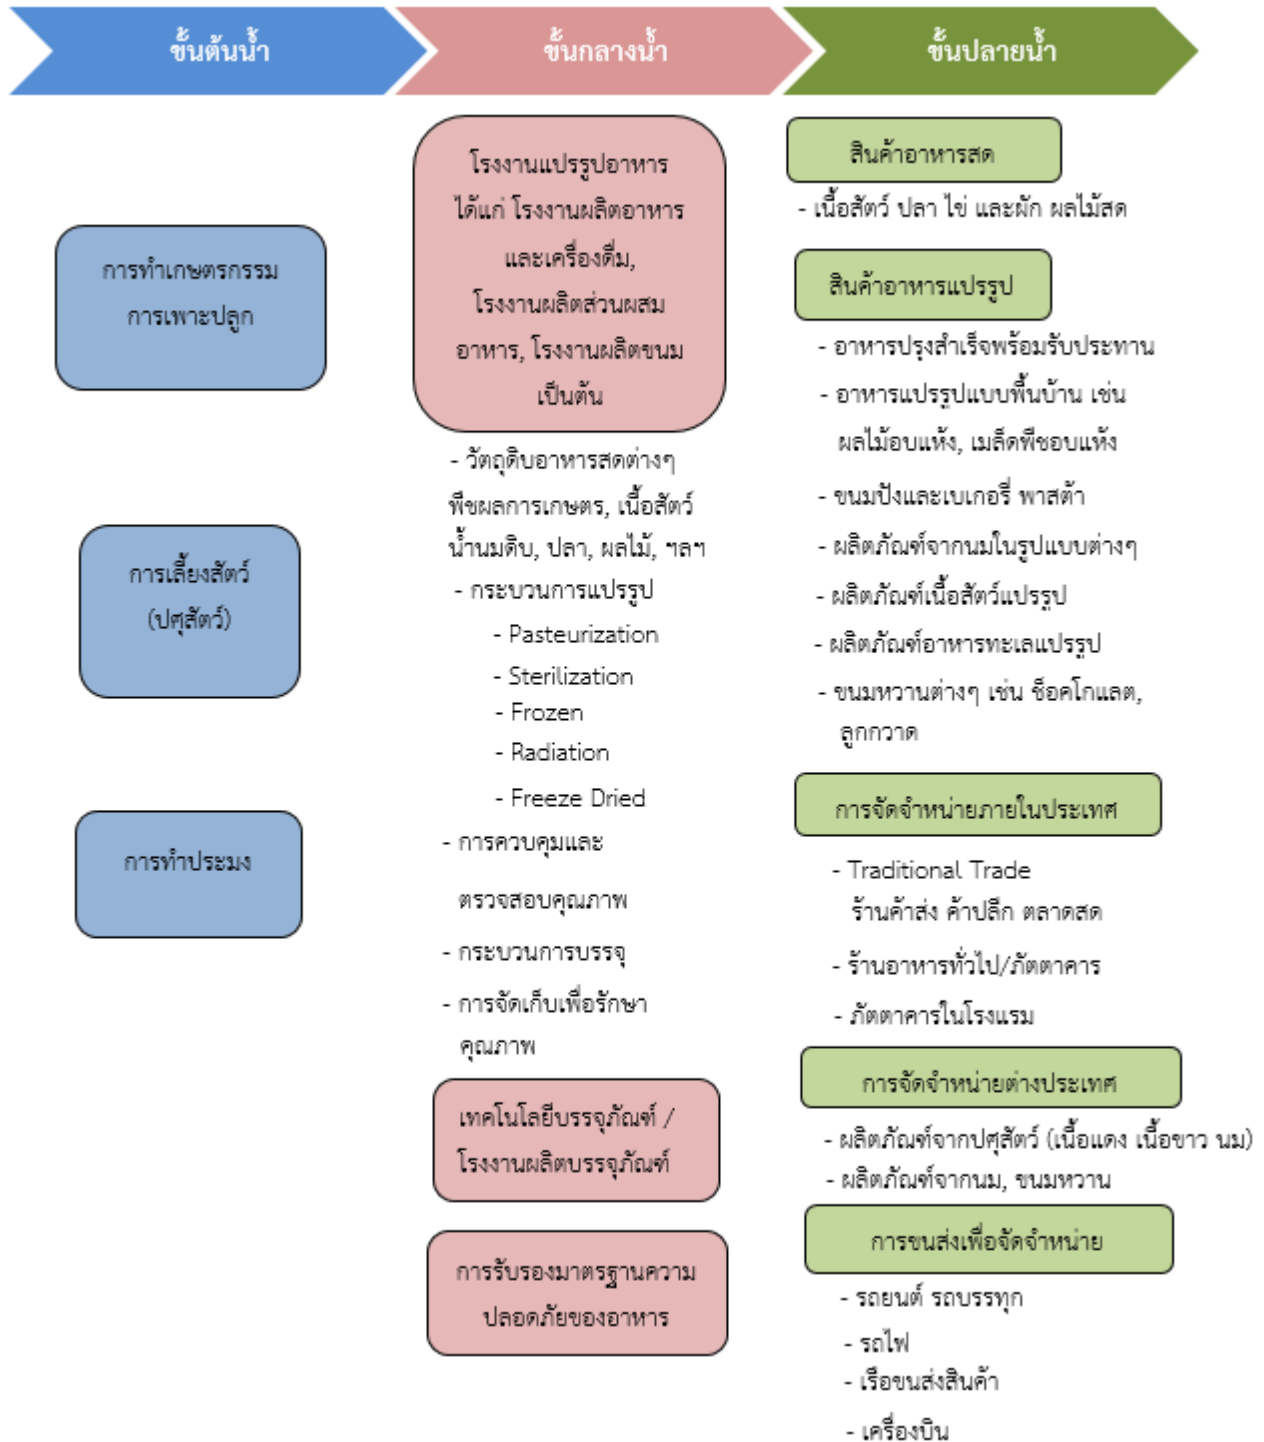 ขั้นต้นน้ำ
ขั้นกลางน้ำ
ขั้นปลายน้ำ
การทำเกษตรกรรม
การเพาะปลูก
การเลี้ยงสัตว์
(ปศุสัตว์)
การทำประมง
โรงงานแปรรูปอาหาร
ได้แก่ โรงงานผลิตอาหาร
และเครื่องดื่ม,
โรงงานผลิตส่วนผสม
อาหาร, โรงงานผลิตขนม
เป็นต้น
- วัตถุดิบอาหารสดต่างๆ
พืชผลการเกษตร, เนื้อสัตว์
น้ำนมดิบ, ปลา, ผลไม้, ฯลฯ
- กระบวนการแปรรูป
- Pasteurization
- Sterilization
- Frozen
- Radiation
- Freeze Dried
- การควบคุมและ
ตรวจสอบคุณภาพ
- กระบวนการบรรจุ
- การจัดเก็บเพื่อรักษา
คุณภาพ
เทคโนโลยีบรรจุภัณฑ์ /
โรงงานผลิตบรรจุภัณฑ์
การรับรองมาตรฐานความ
ปลอดภัยของอาหาร
สินค้าอาหารสด
- เนื้อสัตว์ ปลา ไข่ และผัก ผลไม้สด
สินค้าอาหารแปรรูป
- อาหารปรุงสำเร็จพร้อมรับประทาน
- อาหารแปรรูปแบบพื้นบ้าน เช่น
ผลไม้อบแห้ง, เมล็ดพืชอบแห้ง
- ขนมปังและเบเกอรี่ พาสต้า
- ผลิตภัณฑ์จากนมในรูปแบบต่างๆ
- ผลิตภัณฑ์เนื้อสัตว์แปรรูป
- ผลิตภัณฑ์อาหารทะเลแปรรูป
- ขนมหวานต่างๆ เช่น ช็อคโกแลต,
ลูกกวาด
การจัดจำหน่ายภายในประเทศ
- Traditional Trade
ร้านค้าส่ง ค้าปลีก ตลาดสด
- ร้านอาหารทั่วไป/ภัตตาคาร
- ภัตตาคารในโรงแรม
การจัดจำหน่ายต่างประเทศ
- ผลิตภัณฑ์จากปศุสัตว์ (เนื้อแดง เนื้อขาว นม)
- ผลิตภัณฑ์จากนม, ขนมหวาน
การขนส่งเพื่อจัดจำหน่าย
- รถยนต์ รถบรรทุก
- รถไฟ
- เรือขนส่งสินค้า
- เครื่องบิน